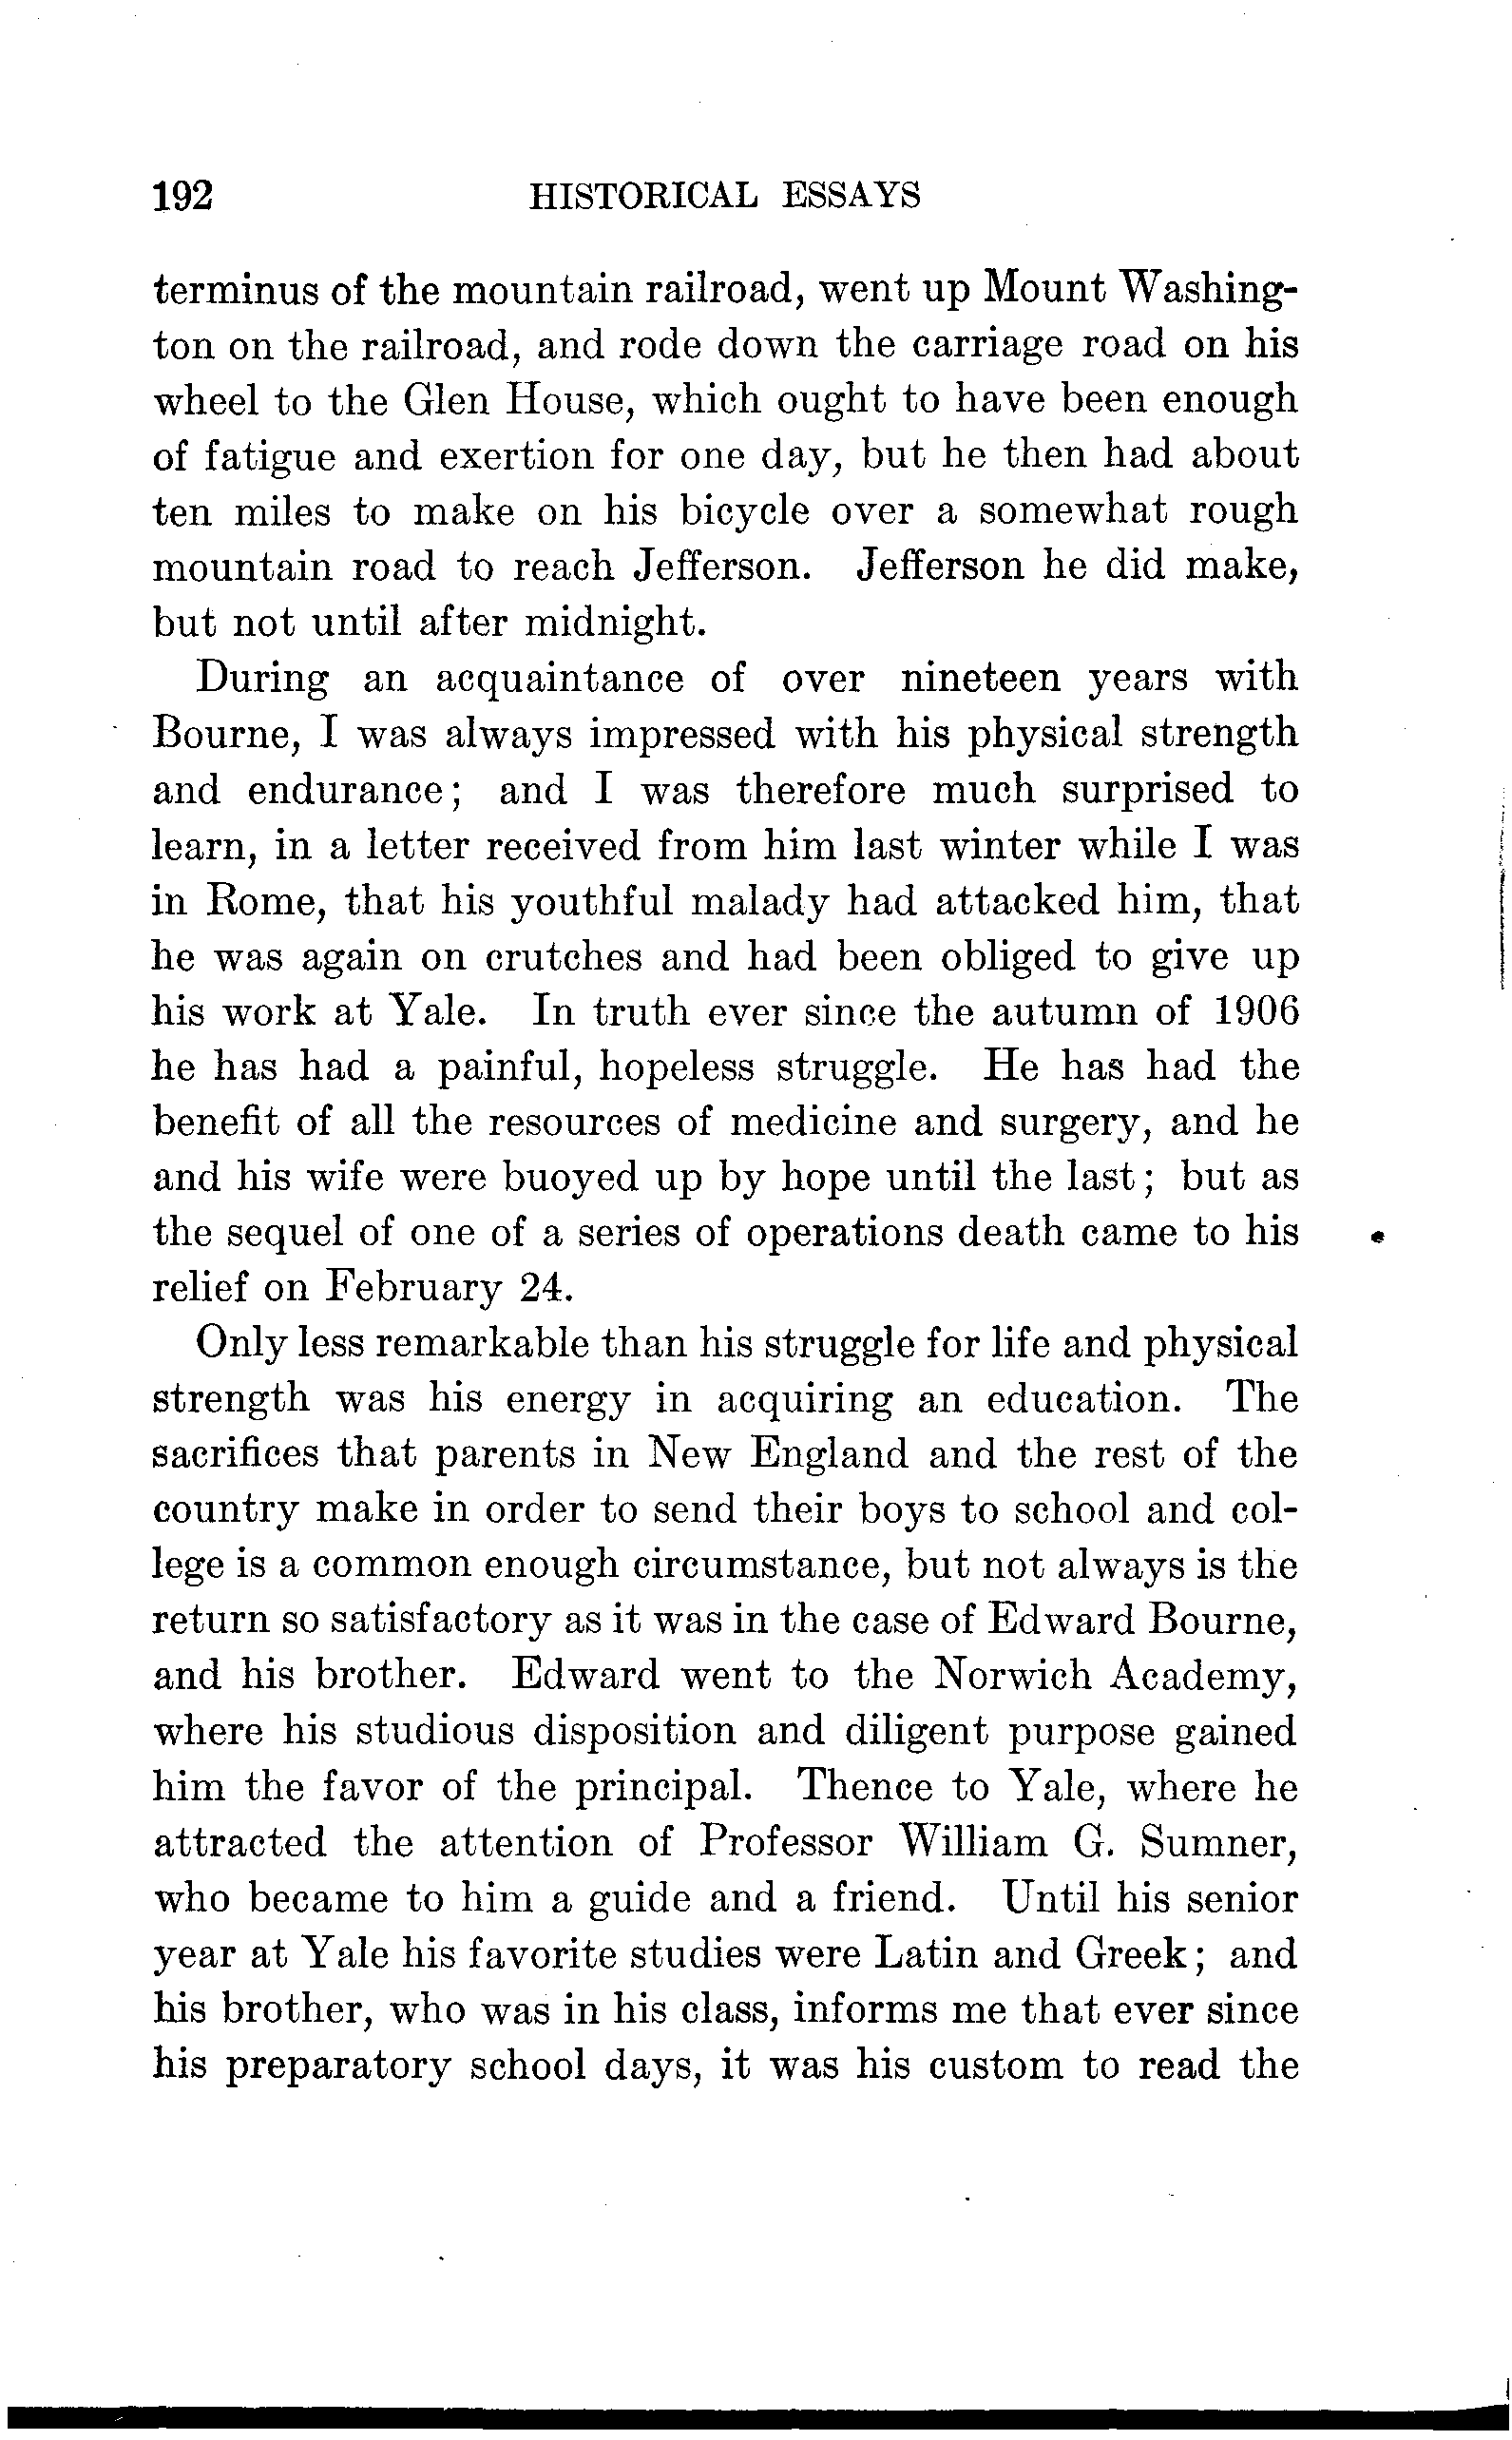 192 HISTORICAL ESSAYS
terminus of the mountain railroad, went up Mount Washing-
ton on the railroad, and rode down the carriage road on his
wheel to the Glen House, which ought to have been enough
of fatigue and exertion for one day, but he then had about
ten miles to make on his bicycle over a somewhat rough
mountain road to reach Jefferson. Jefferson he did make,
but not until after midnight.
During an acquaintance of over nineteen years with
Bourne, I was always impressed with his physical strength
and endurance; and I was therefore much surprised to
learn, in a letter received from him last winter while I was
in Rome, that his youthful malady had attacked him, that
he was again on crutches and had been obliged to give up
his work at Yale. In truth ever since the autumn of 1906
he has had a painful, hopeless struggle. He has had the
benefit of all the resources of medicine and surgery, and he
and his wife were buoyed up by hope until the last; but as
the sequel of one of a series of operations death came to his
relief on February 24.
Only less remarkable than his struggle for life and physical
strength was his energy in acquiring an education. The
sacrifices that parents in New England and the rest of the
country make in order to send their boys to school and col-
lege is a common enough circumstance, but not always is the
return so satisfactory as it was in the case of Edward Bourne,
and his brother. Edward went to the Norwich Academy,
where his studious disposition and diligent purpose gained
him the favor of the principal. Thence to Yale, where he
attracted the attention of Professor William G. Sumner,
who became to him a guide and a friend. Until his senior
year at Yale his favorite studies were Latin and Greek; and
his brother, who was in his class, informs me that ever since
his preparatory school days, it was his custom to read the